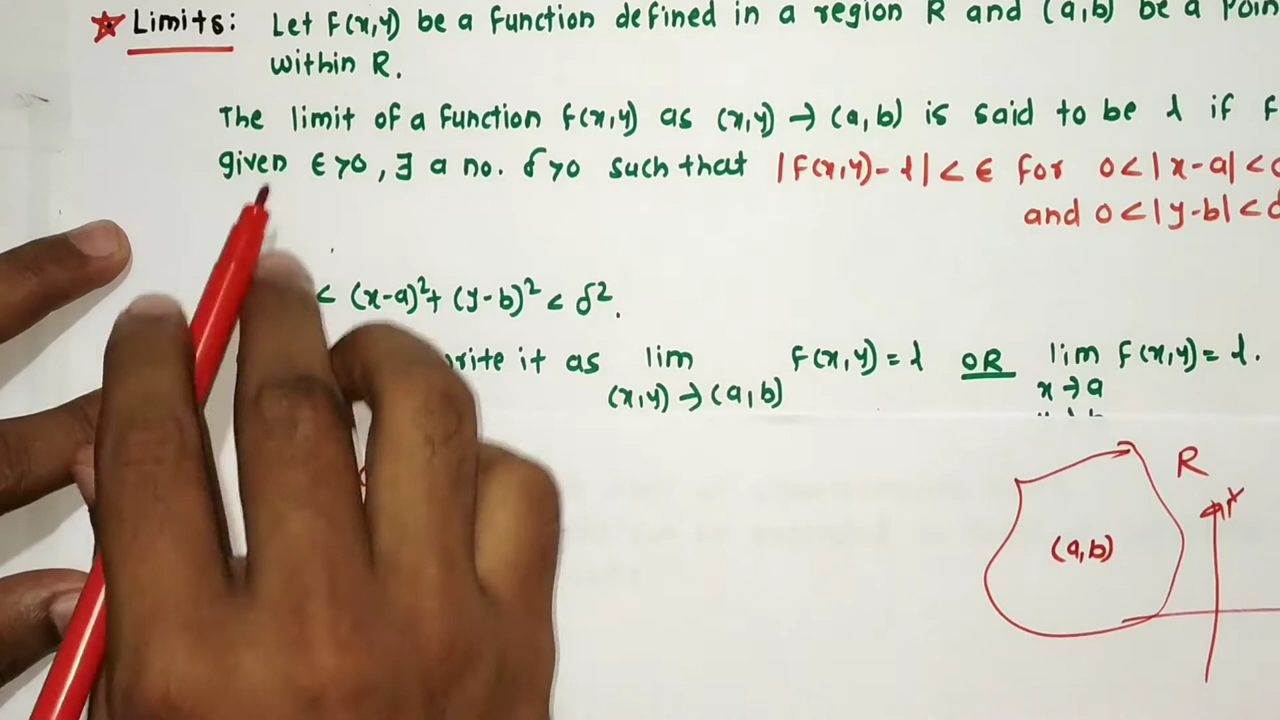 Limits: Let f(x,y) be a function defined in a region R and (a,b) be a poin
within R.
The limit of a function f(x,y) as (x,y) → (a,b) is said to be l if f
given ϵ >0 , ∃ a no. δ >0 such that |f(x,y)- l| < ϵ for 0<|x-a|<
and 0<|y-b|<
< (x-a)²+ (y-b)² < δ².
rite it as lim f(x,y) = l OR lim f(x,y) = l.
(x,y) → (a,b) x → a
R
(a,b)